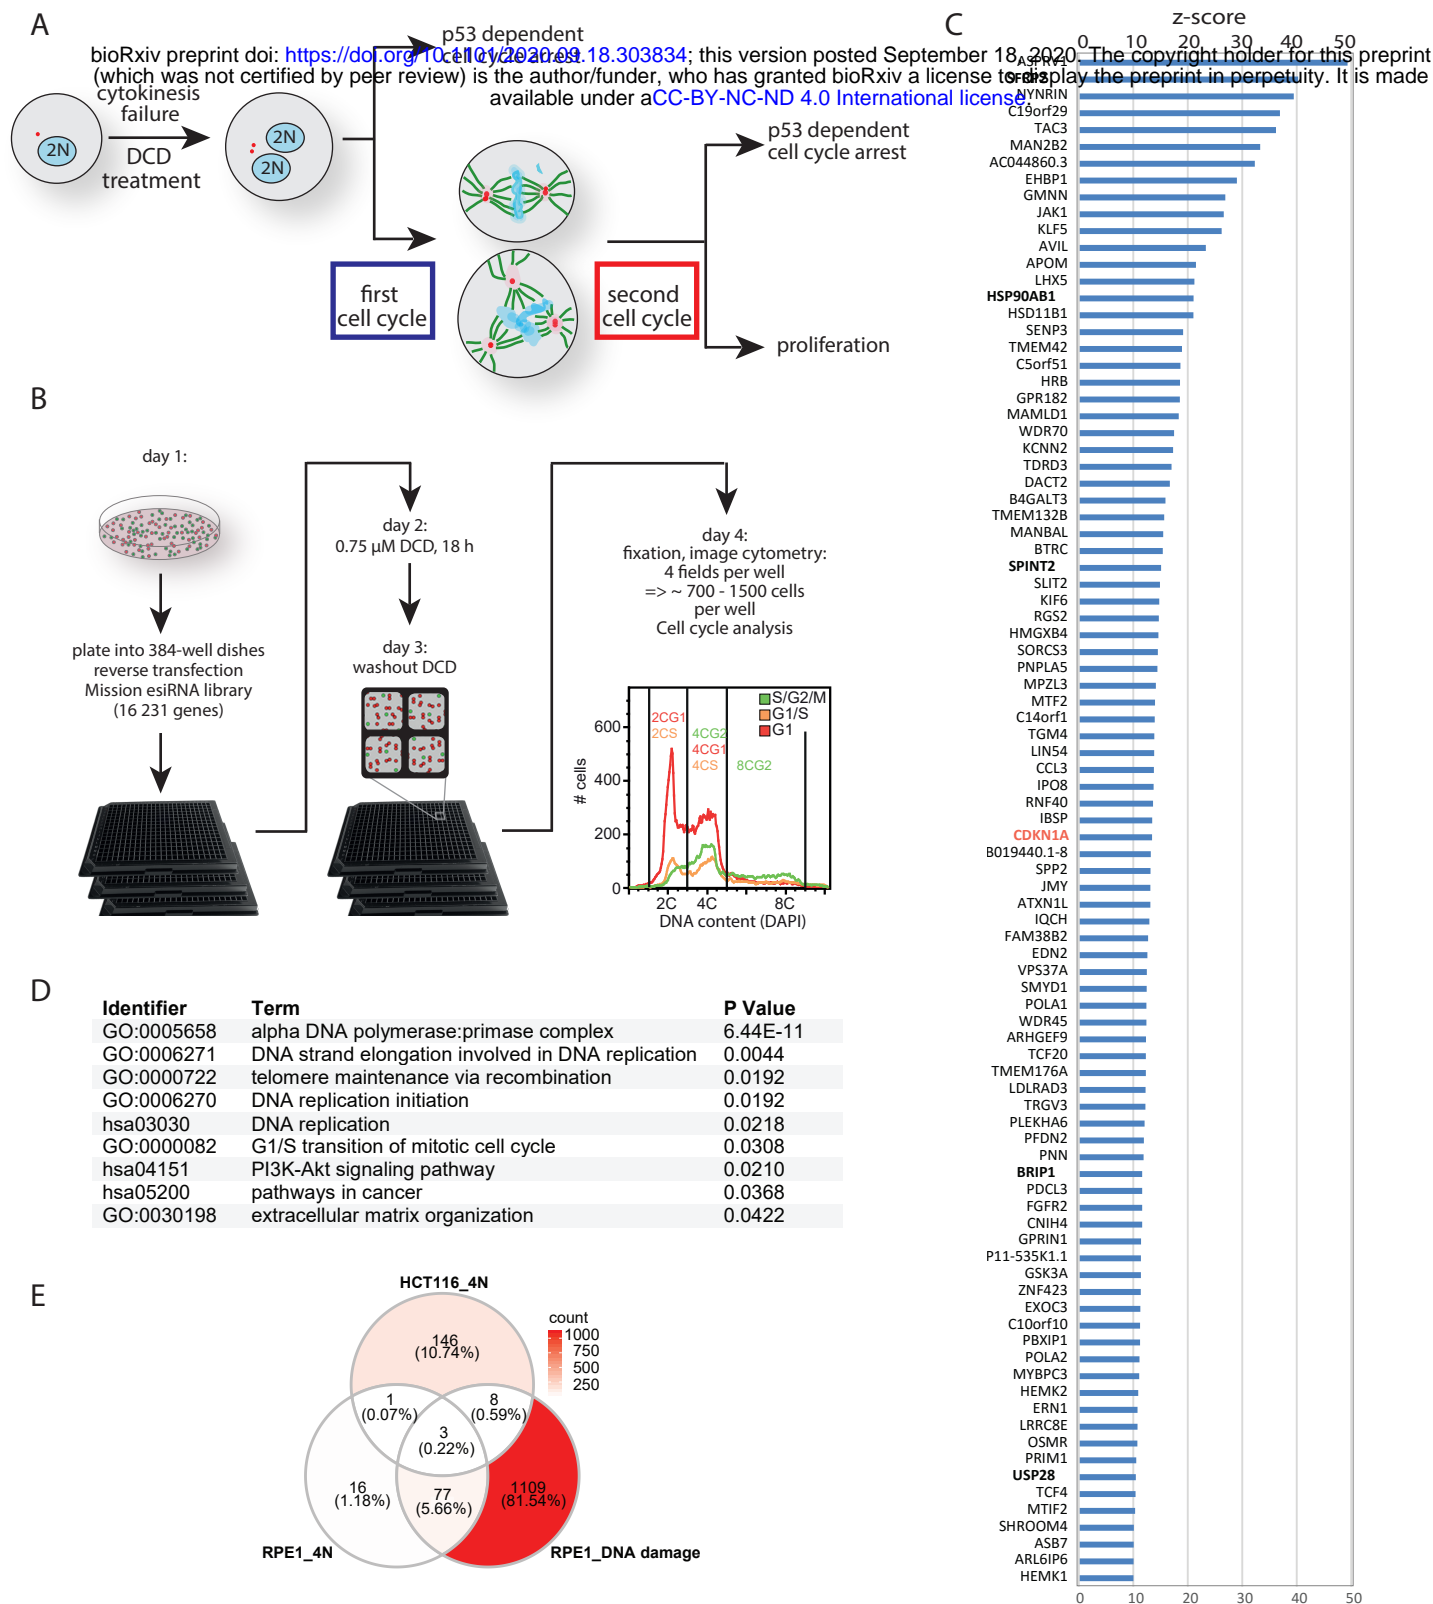 A
p53 dependent
cell cycle arrest
bioRxiv preprint doi: https://doi.org/10.1101/2020.09.18.303834; this version posted September 18, 2020. The copyright holder for this preprint
(which was not certified by peer review) is the author/funder, who has granted bioRxiv a license to display the preprint in perpetuity. It is made
available under aCC-BY-NC-ND 4.0 International license.
cytokinesis
failure
DCD
treatment
2N
2N
2N
first
cell cycle
second
cell cycle
p53 dependent
cell cycle arrest
proliferation
B
day 1:
plate into 384-well dishes
reverse transfection
Mission esiRNA library
(16 231 genes)
day 2:
0.75 µM DCD, 18 h
day 3:
washout DCD
day 4:
fixation, image cytometry:
4 fields per well
=> ~ 700 - 1500 cells
per well
Cell cycle analysis
S/G2/M
G1/S
G1
2CG1
2CS
4CG2
4CG1
4CS
8CG2
# cells
600
400
200
0
2C 4C 8C
DNA content (DAPI)
C
z-score
0 10 20 30 40 50
ASPRV1
SFRP2
NYNRIN
C19orf29
TAC3
MAN2B2
AC044860.3
EHBP1
GMNN
JAK1
KLF5
AVIL
APOM
LHX5
HSP90AB1
HSD11B1
SENP3
TMEM42
C5orf51
HRB
GPR182
MAMLD1
WDR70
KCNN2
TDRD3
DACT2
B4GALT3
TMEM132B
MANBAL
BTRC
SPINT2
SLIT2
KIF6
RGS2
HMGXB4
SORCS3
PNPLA5
MPZL3
MTF2
C14orf1
TGM4
LIN54
CCL3
IPO8
RNF40
IBSP
CDKN1A
B019440.1-8
SPP2
JMY
ATXN1L
IQCH
FAM38B2
EDN2
VPS37A
SMYD1
POLA1
WDR45
ARHGEF9
TCF20
TMEM176A
LDLRAD3
TRGV3
PLEKHA6
PFDN2
PNN
BRIP1
PDCL3
FGFR2
CNIH4
GPRIN1
P11-535K1.1
GSK3A
ZNF423
EXOC3
C10orf10
PBXIP1
POLA2
MYBPC3
HEMK2
ERN1
LRRC8E
OSMR
PRIM1
USP28
TCF4
MTIF2
SHROOM4
ASB7
ARL6IP6
HEMK1
0 10 20 30 40 50
D
Identifier Term P Value
GO:0005658 alpha DNA polymerase:primase complex 6.44E-11
GO:0006271 DNA strand elongation involved in DNA replication 0.0044
GO:0000722 telomere maintenance via recombination 0.0192
GO:0006270 DNA replication initiation 0.0192
hsa03030 DNA replication 0.0218
GO:0000082 G1/S transition of mitotic cell cycle 0.0308
hsa04151 PI3K-Akt signaling pathway 0.0210
hsa05200 pathways in cancer 0.0368
GO:0030198 extracellular matrix organization 0.0422
E
HCT116_4N
count
1000
750
500
250
146
(10.74%)
1
(0.07%)
8
(0.59%)
3
(0.22%)
16
(1.18%)
77
(5.66%)
1109
(81.54%)
RPE1_4N
RPE1_DNA damage